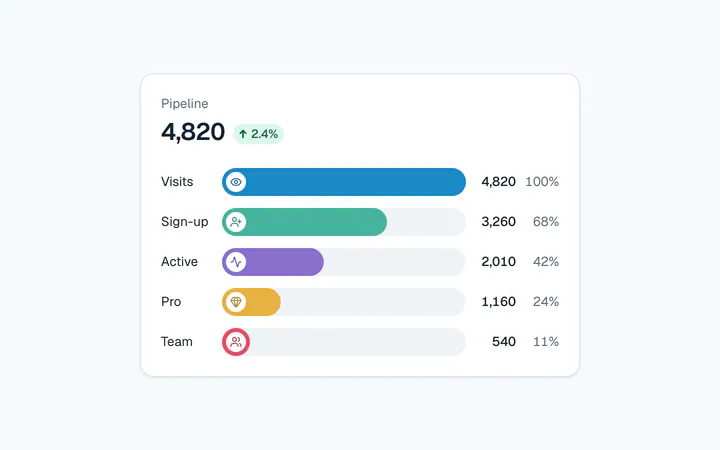 Pipeline
4,820 ↑ 2.4%
Visits 4,820 100%
Sign-up 3,260 68%
Active 2,010 42%
Pro 1,160 24%
Team 540 11%